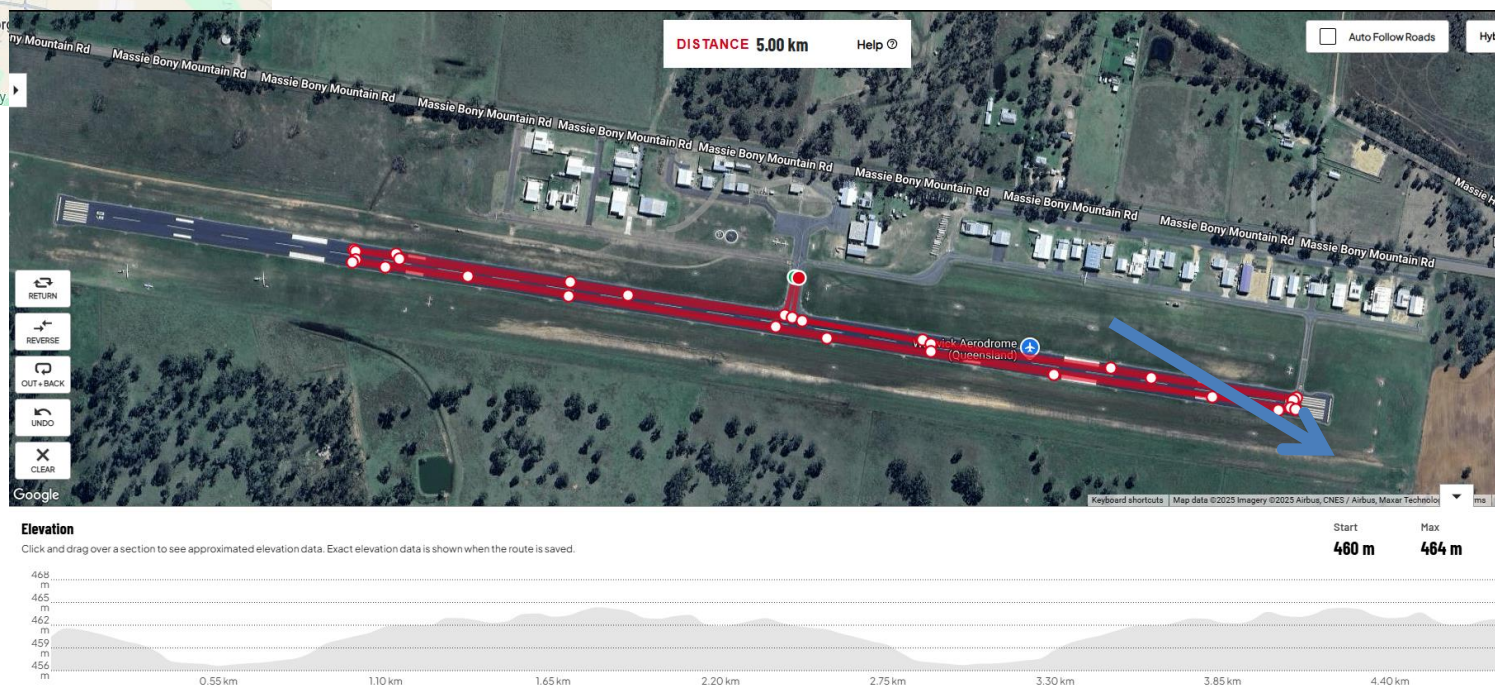 ny Mountain Rd
Massie Bony Mountain Rd
Massie Bony Mountain Rd
Massie Bony Mountain Rd
Massie Bony Mountain Rd
Massie Bony Mountain Rd
Massie Bony Mountain Rd
Massie Bony Mountain Rd
Massie Bony Mountain Rd
Massie Bony Mountain Rd
Massie
DISTANCE 5.00 km
Help
Auto Follow Roads
Hyb
RETURN
REVERSE
OUT + BACK
UNDO
CLEAR
Aerodrome
(Queensland)
Google
Keyboard shortcuts
Map data ©2025 Imagery ©2025 Airbus, CNES / Airbus, Maxar Technolo
ms
Elevation
Click and drag over a section to see approximated elevation data. Exact elevation data is shown when the route is saved.
Start
460 m
Max
464 m
468
m
465
m
462
m
459
m
456
m
0.55 km
1.10 km
1.65 km
2.20 km
2.75 km
3.30 km
3.85 km
4.40 km